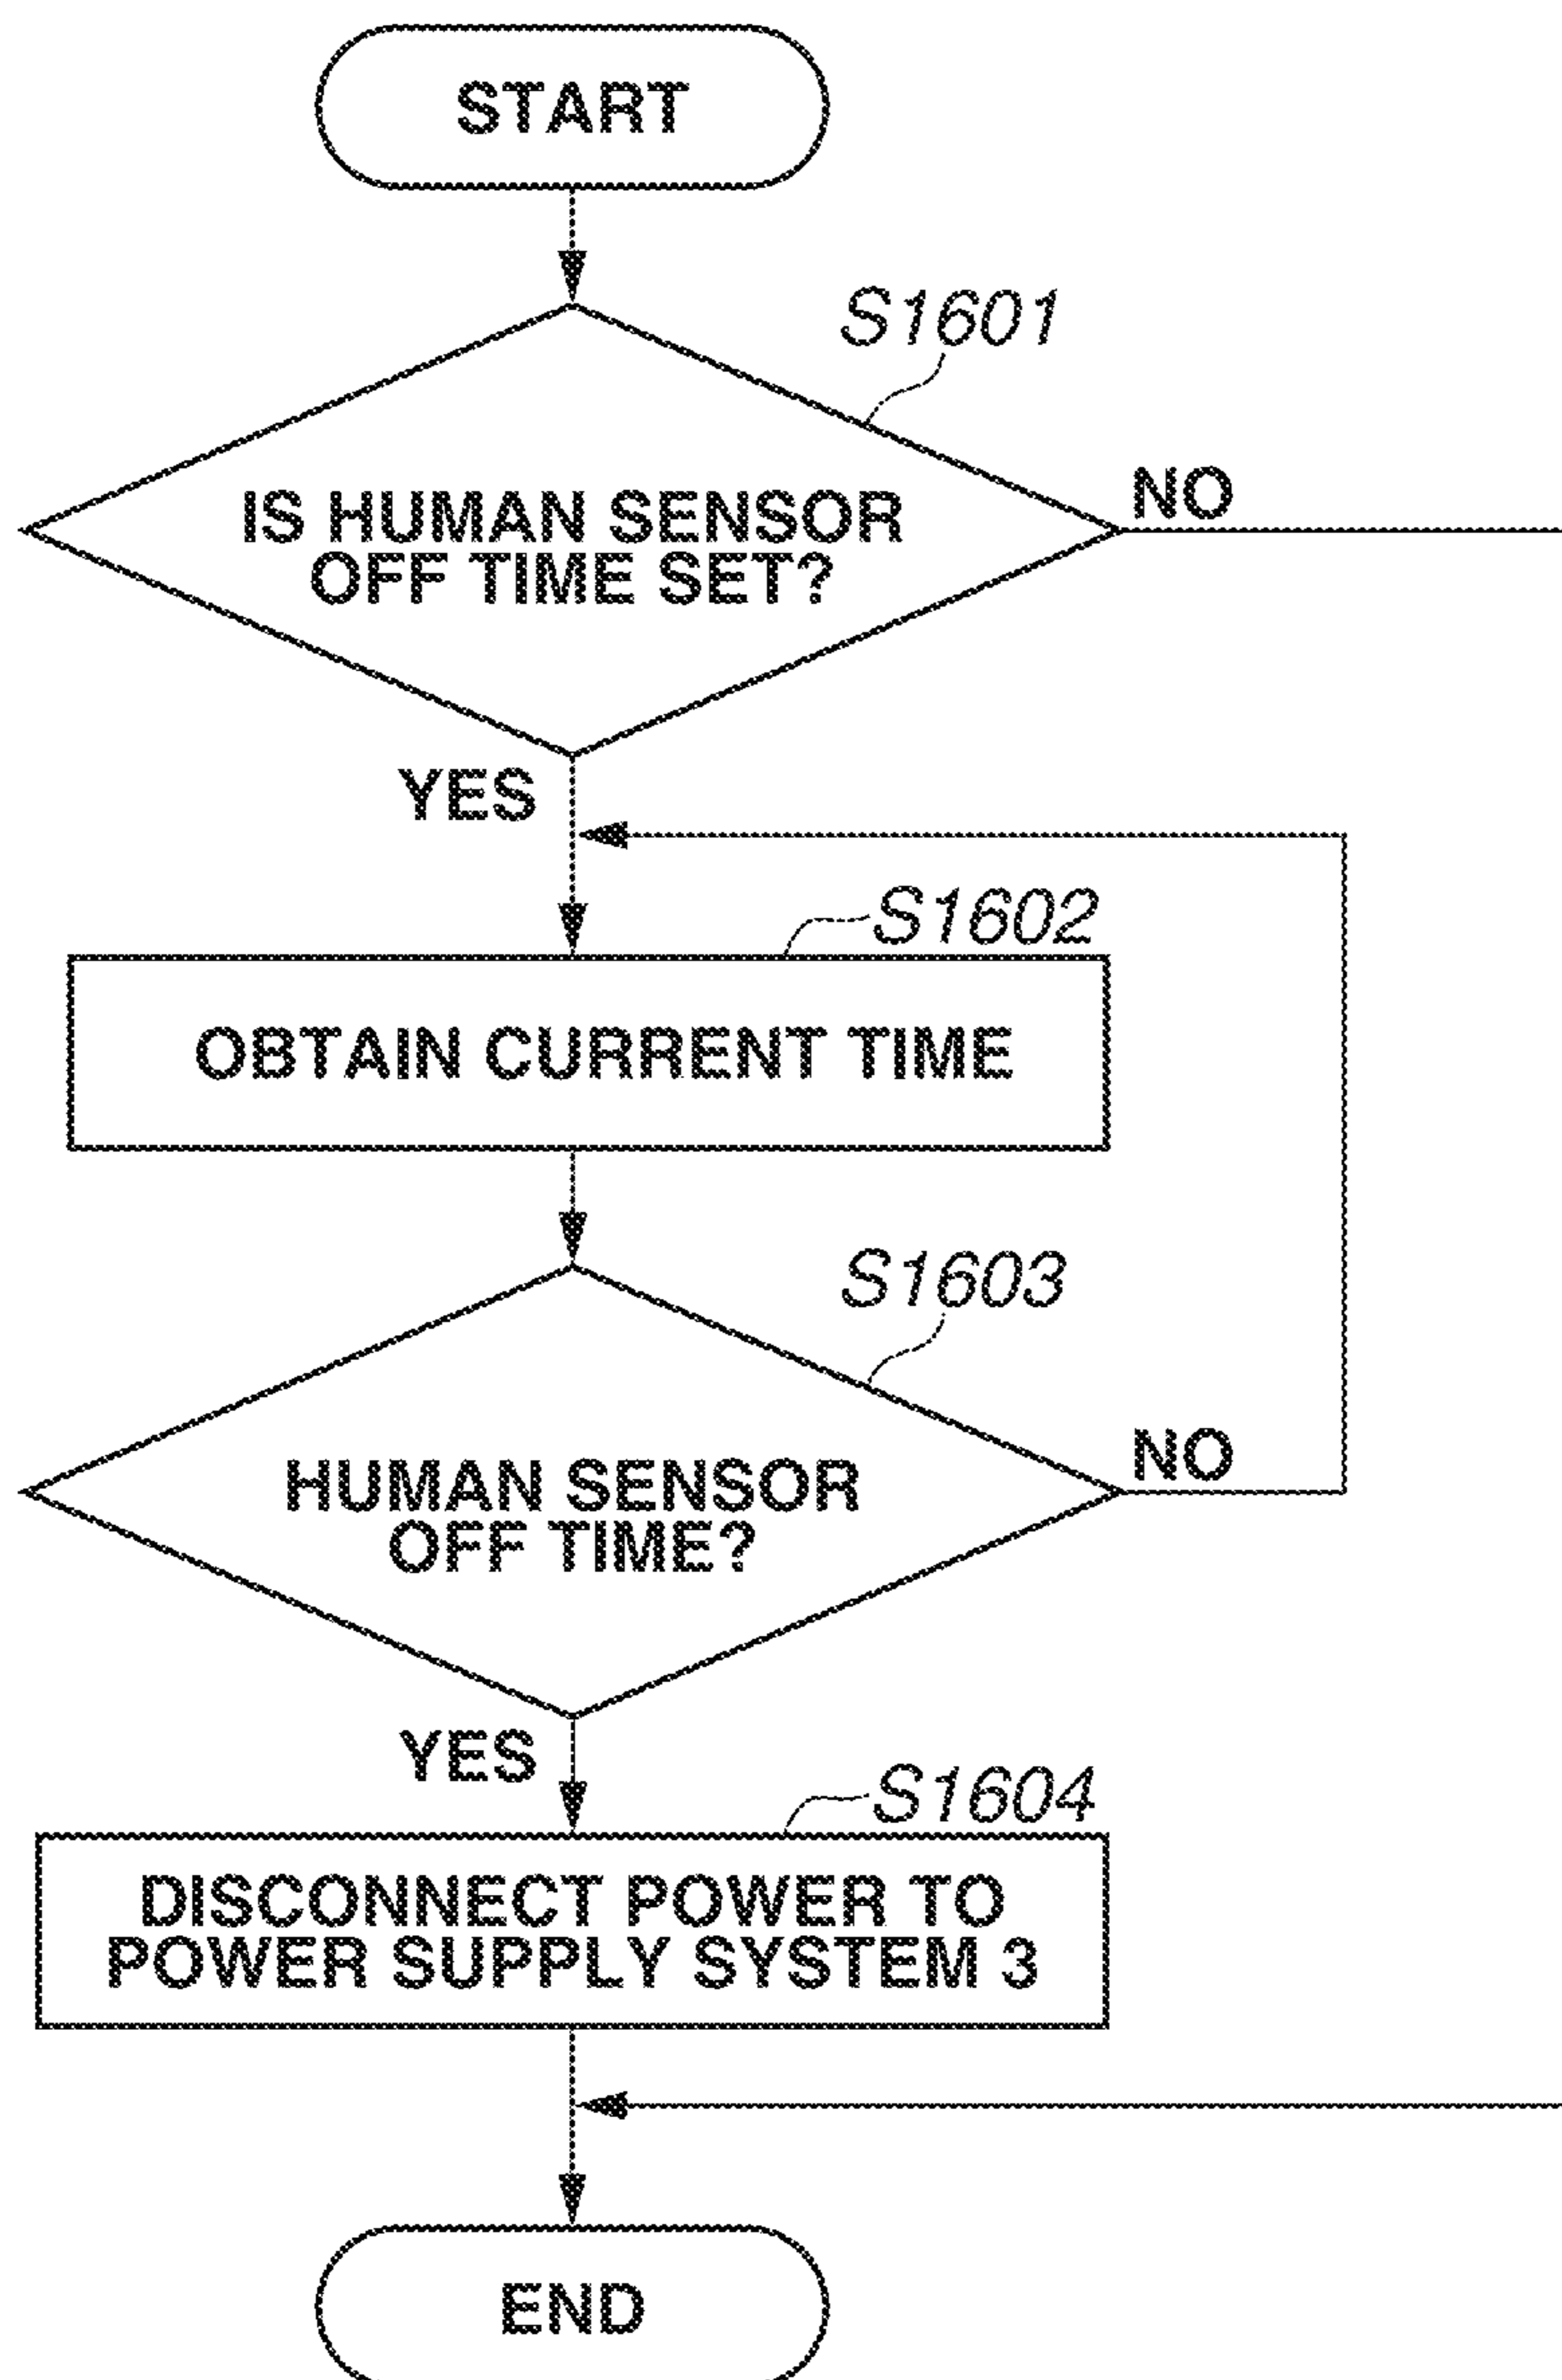 START
S1601
IS HUMAN SENSOR
OFF TIME SET?
NO
YES
S1602
OBTAIN CURRENT TIME
S1603
HUMAN SENSOR
OFF TIME?
NO
YES
S1604
DISCONNECT POWER TO
POWER SUPPLY SYSTEM 3
END